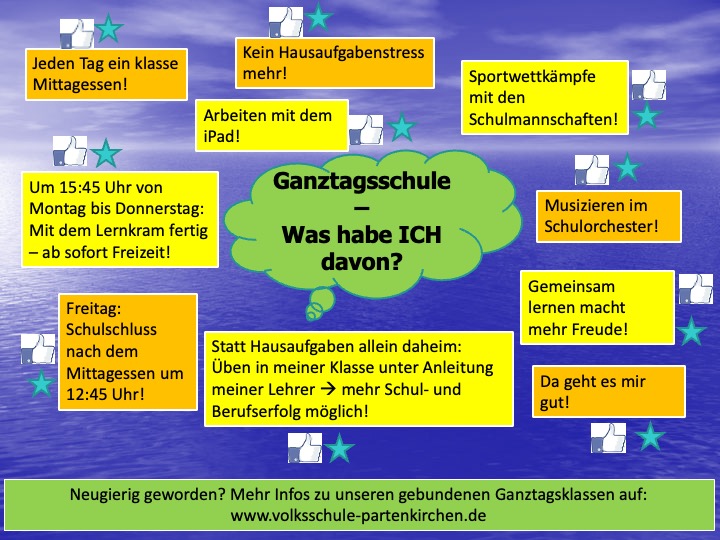 Jeden Tag ein klasse
Mittagessen!
Kein Hausaufgabenstress
mehr!
Sportwettkämpfe
mit den
Schulmannschaften!
Arbeiten mit dem
iPad!
Um 15:45 Uhr von
Montag bis Donnerstag:
Mit dem Lernkram fertig
– ab sofort Freizeit!
Ganztagsschule
–
Was habe ICH
davon?
Musizieren im
Schulorchester!
Gemeinsam
lernen macht
mehr Freude!
Freitag:
Schulschluss
nach dem
Mittagessen um
12:45 Uhr!
Statt Hausaufgaben allein daheim:
Üben in meiner Klasse unter Anleitung
meiner Lehrer → mehr Schul- und
Berufserfolg möglich!
Da geht es mir
gut!
Neugierig geworden? Mehr Infos zu unseren gebundenen Ganztagsklassen auf:
www.volksschule-partenkirchen.de